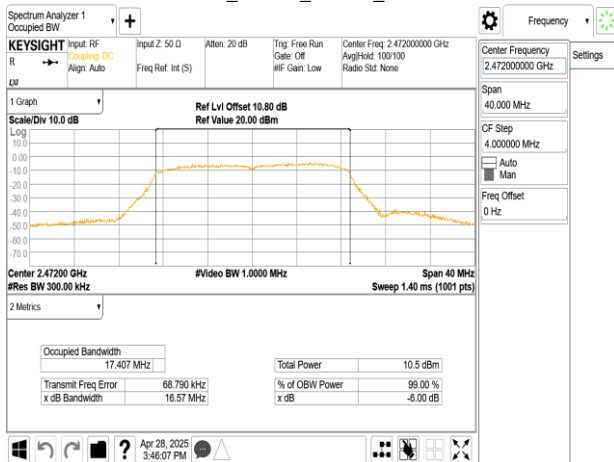 Spectrum Analyzer 1
Occupied BW
Frequency
KEYSIGHT
R
Input: RF
Coupling: DC
Align: Auto
Input Z: 50 Ω
Freq Ref: Int (S)
Atten: 20 dB
Trig: Free Run
Gate: Off
#IF Gain: Low
Center Freq: 2.472000000 GHz
Avg|Hold: 100/100
Radio Std: None
LXI
Center Frequency
2.472000000 GHz
Settings
Span
40.000 MHz
CF Step
4.000000 MHz
Auto
Man
Freq Offset
0 Hz
1 Graph
Scale/Div 10.0 dB
Ref Lvl Offset 10.80 dB
Ref Value 20.00 dBm
Log
10.0
0.00
-10.0
-20.0
-30.0
-40.0
-50.0
-60.0
-70.0
Center 2.47200 GHz
#Video BW 1.0000 MHz
Span 40 MHz
#Res BW 300.00 kHz
Sweep 1.40 ms (1001 pts)
2 Metrics
Occupied Bandwidth
17.407 MHz
Total Power 10.5 dBm
Transmit Freq Error 68.790 kHz
% of OBW Power 99.00 %
x dB Bandwidth 16.57 MHz
x dB -6.00 dB
?
Apr 28, 2025
3:46:07 PM